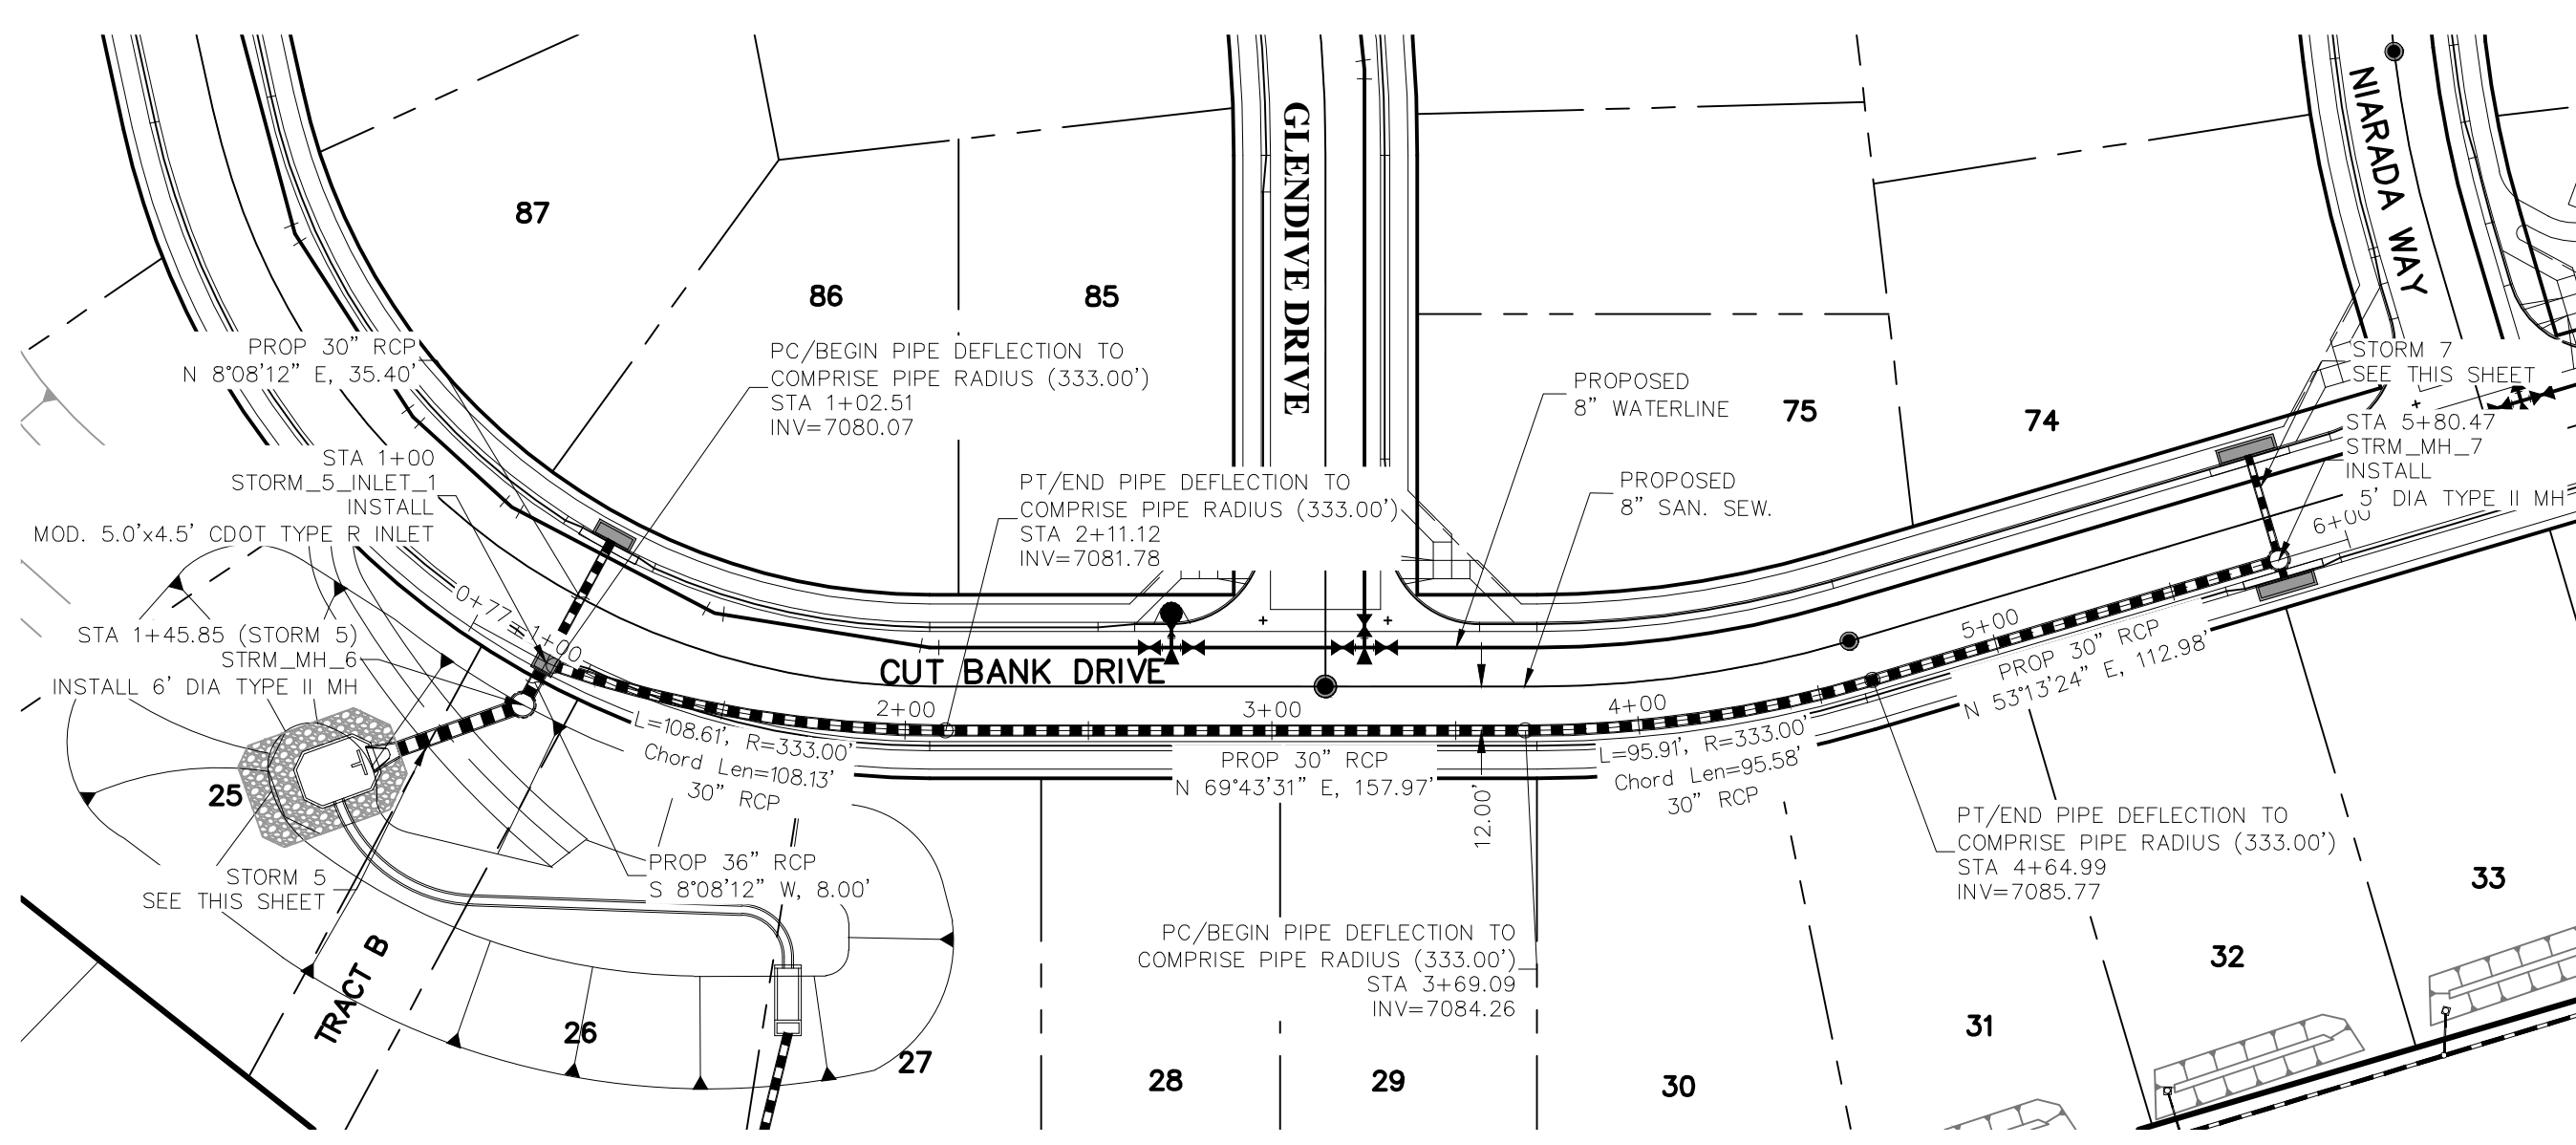 87
86
85
75
74
GLENDIVE DRIVE
NIARADA WAY
PROP 30” RCP
N 8°08’12” E, 35.40’
PC/BEGIN PIPE DEFLECTION TO
COMPRISE PIPE RADIUS (333.00’)
STA 1+02.51
INV=7080.07
PROPOSED
8” WATERLINE
STORM 7
SEE THIS SHEET
STA 1+00
STORM_5_INLET_1
INSTALL
MOD. 5.0’x4.5’ CDOT TYPE R INLET
PT/END PIPE DEFLECTION TO
COMPRISE PIPE RADIUS (333.00’)
STA 2+11.12
INV=7081.78
PROPOSED
8” SAN. SEW.
STA 5+80.47
STRM_MH_7
INSTALL
5’ DIA TYPE II MH
6+00
0+77
1+00
CUT BANK DRIVE
2+00
3+00
4+00
5+00
STA 1+45.85 (STORM 5)
STRM_MH_6
INSTALL 6’ DIA TYPE II MH
L=108.61’, R=333.00’
Chord Len=108.13’
30” RCP
PROP 30” RCP
N 69°43’31” E, 157.97’
12.00’
L=95.91’, R=333.00’
Chord Len=95.58’
30” RCP
PROP 30” RCP
N 53°13’24” E, 112.98’
25
PROP 36” RCP
S 8°08’12” W, 8.00’
STORM 5
SEE THIS SHEET
PT/END PIPE DEFLECTION TO
COMPRISE PIPE RADIUS (333.00’)
STA 4+64.99
INV=7085.77
PC/BEGIN PIPE DEFLECTION TO
COMPRISE PIPE RADIUS (333.00’)
STA 3+69.09
INV=7084.26
TRACT B
26
27
28
29
30
31
32
33